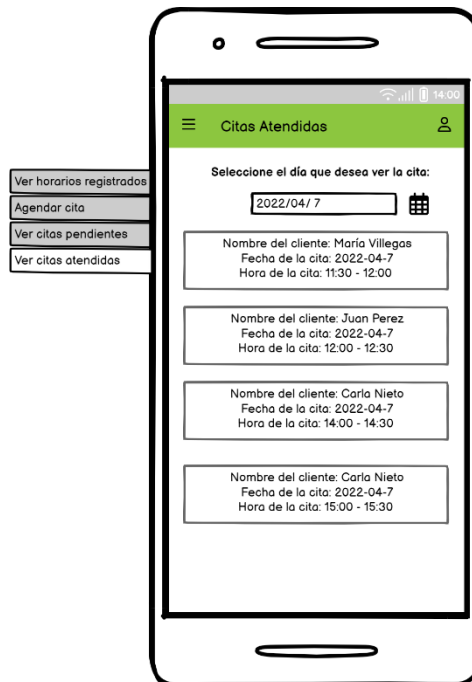 14:00
Citas Atendidas
Seleccione el día que desea ver la cita:
2022/04/ 7
Ver horarios registrados
Agendar cita
Ver citas pendientes
Ver citas atendidas
Nombre del cliente: María Villegas
Fecha de la cita: 2022-04-7
Hora de la cita: 11:30 - 12:00
Nombre del cliente: Juan Perez
Fecha de la cita: 2022-04-7
Hora de la cita: 12:00 - 12:30
Nombre del cliente: Carla Nieto
Fecha de la cita: 2022-04-7
Hora de la cita: 14:00 - 14:30
Nombre del cliente: Carla Nieto
Fecha de la cita: 2022-04-7
Hora de la cita: 15:00 - 15:30